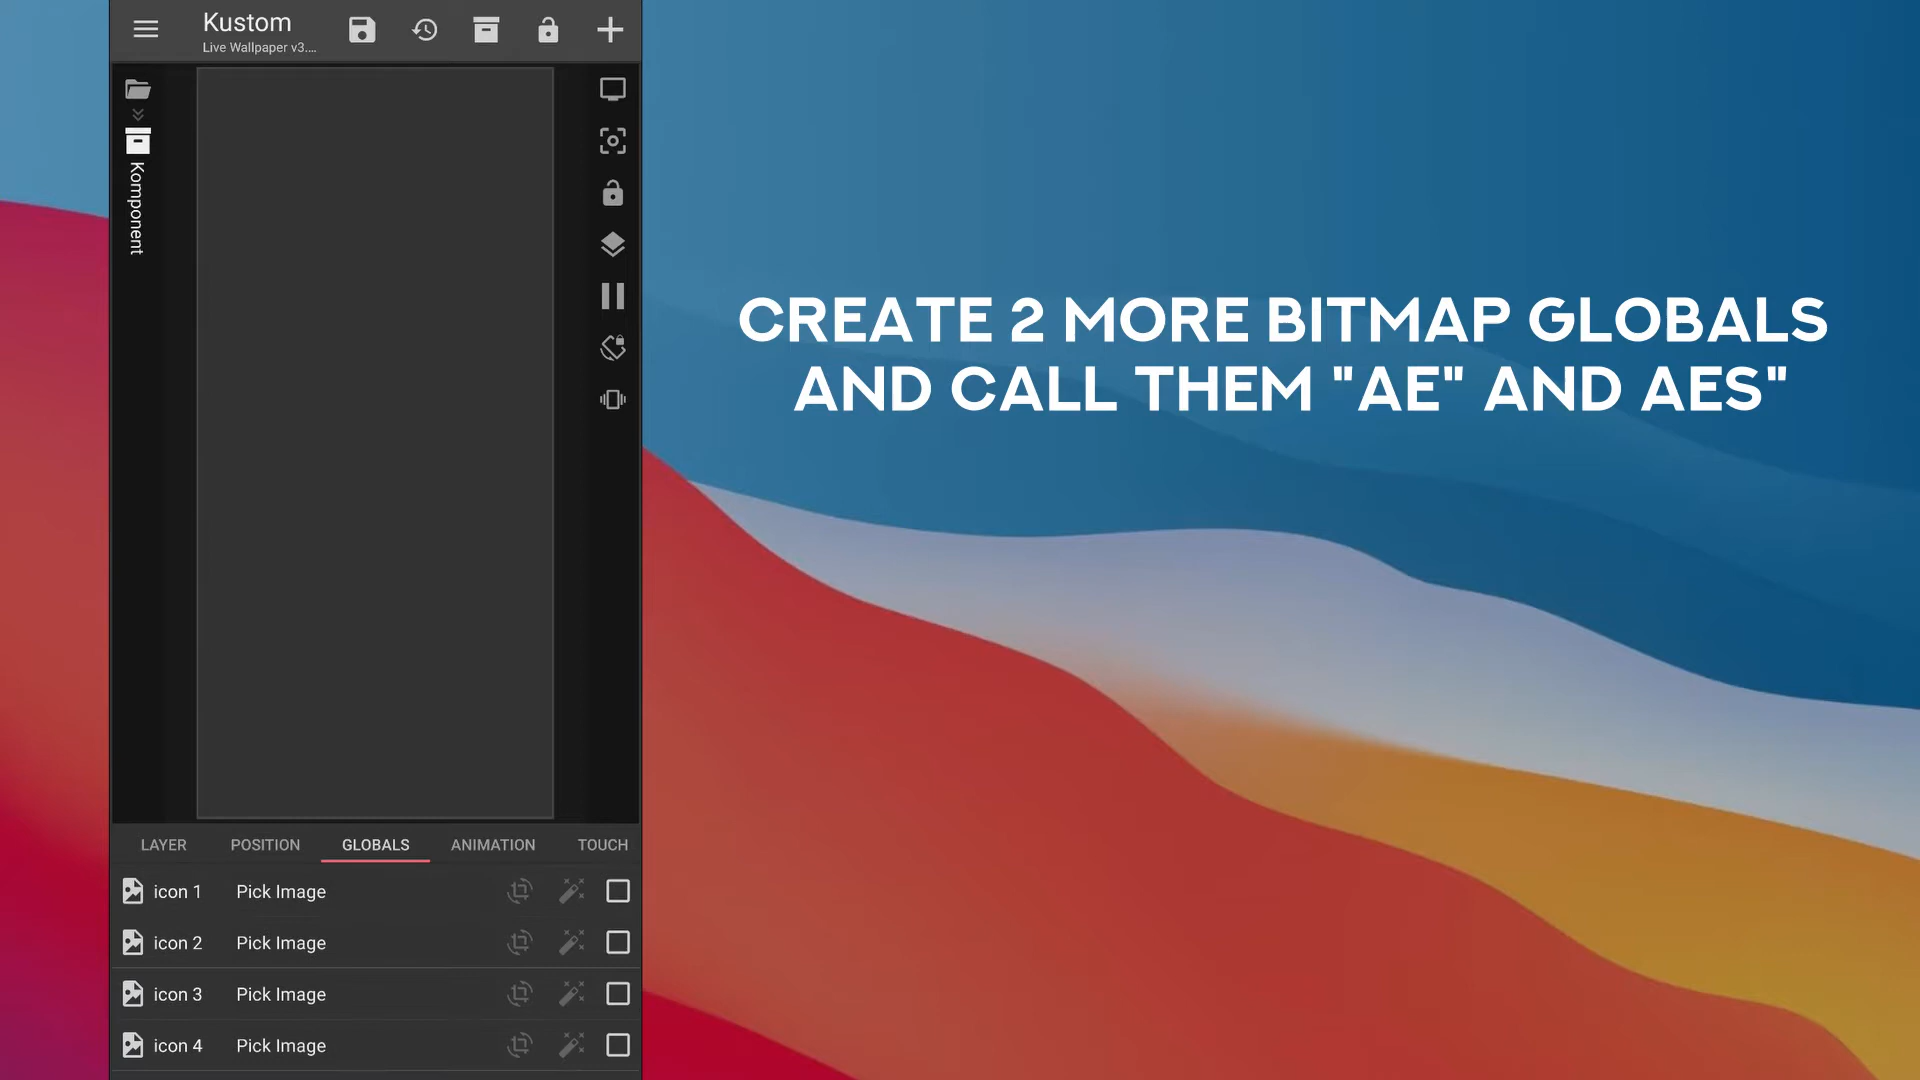 Kustom
Live Wallpaper v3....
Komponent
CREATE 2 MORE BITMAP GLOBALS
AND CALL THEM "AE" AND AES"
LAYER POSITION GLOBALS ANIMATION TOUCH
icon 1 Pick Image
icon 2 Pick Image
icon 3 Pick Image
icon 4 Pick Image